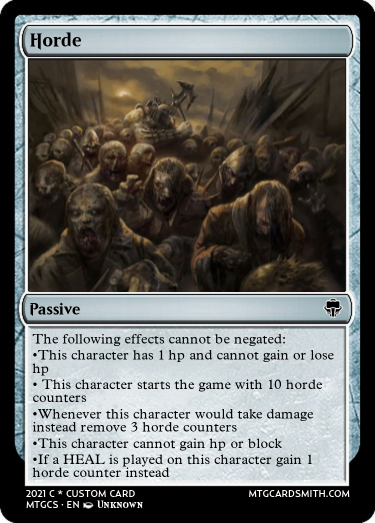 Horde
Passive
The following effects cannot be negated:
•This character has 1 hp and cannot gain or lose
hp
• This character starts the game with 10 horde
counters
•Whenever this character would take damage
instead remove 3 horde counters
•This character cannot gain hp or block
•If a HEAL is played on this character gain 1
horde counter instead
2021 C * CUSTOM CARD
MTGCARDSMITH.COM
MTGCS • EN Unknown